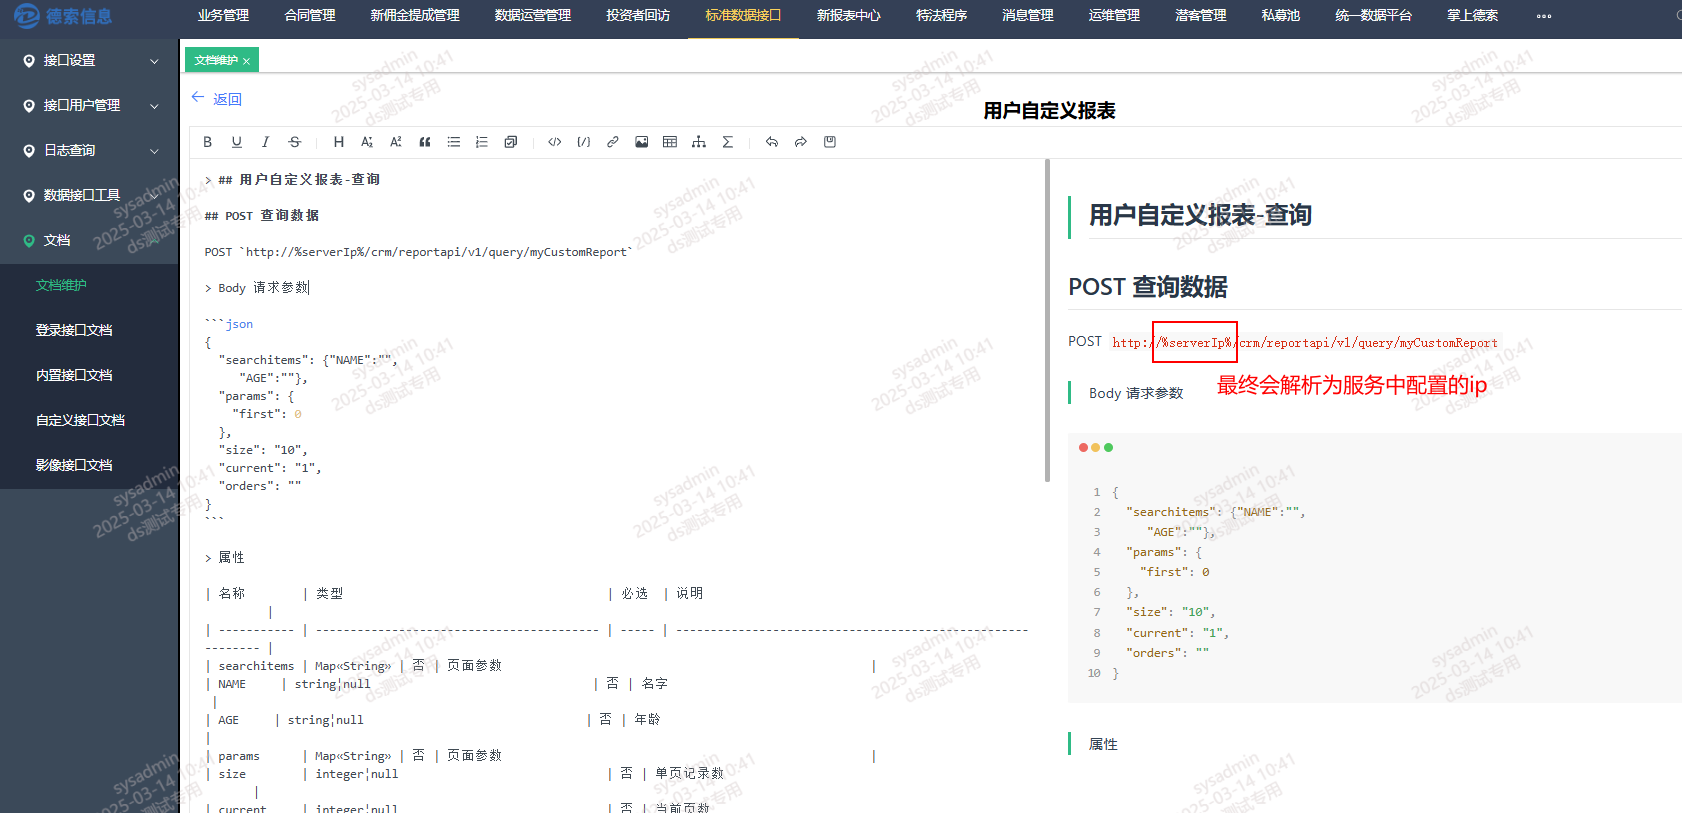 德索信息
业务管理 合同管理 新佣金提成管理 数据运营管理 投资者回访 标准数据接口 新报表中心 特法程序 消息管理 运维管理 潜客管理 私募池 统一数据平台 掌上德索 •••
接口设置
接口用户管理
日志查询
数据接口工具
文档
文档维护
登录接口文档
内置接口文档
自定义接口文档
影像接口文档
文档维护 ×
← 返回
用户自定义报表
> ## 用户自定义报表-查询
## POST 查询数据
POST `http://%serverIp%/crm/reportapi/v1/query/myCustomReport`
> Body 请求参数
```json
{
"searchitems": {"NAME":"",
"AGE":""},
"params": {
"first": 0
},
"size": "10",
"current": "1",
"orders": ""
}
```
> 属性
| 名称 | 类型 | 必选 | 说明
|
| ----------- | ----------------------------------------- | ----- | ---------------------------------------------------
-------- |
| searchitems | Map«String» | 否 | 页面参数 |
| NAME | string¦null | 否 | 名字
|
| AGE | string¦null | 否 | 年龄
|
| params | Map«String» | 否 | 页面参数 |
| size | integer¦null | 否 | 单页记录数
|
| current | integer¦null | 否 | 当前页数
用户自定义报表-查询
POST 查询数据
POST http://%serverIp%/crm/reportapi/v1/query/myCustomReport
最终会解析为服务中配置的ip
Body 请求参数
1 {
2 "searchitems": {"NAME":"",
3 "AGE":""},
4 "params": {
5 "first": 0
6 },
7 "size": "10",
8 "current": "1",
9 "orders": ""
10 }
属性
sysadmin
2025-03-14 10:41
ds测试专用